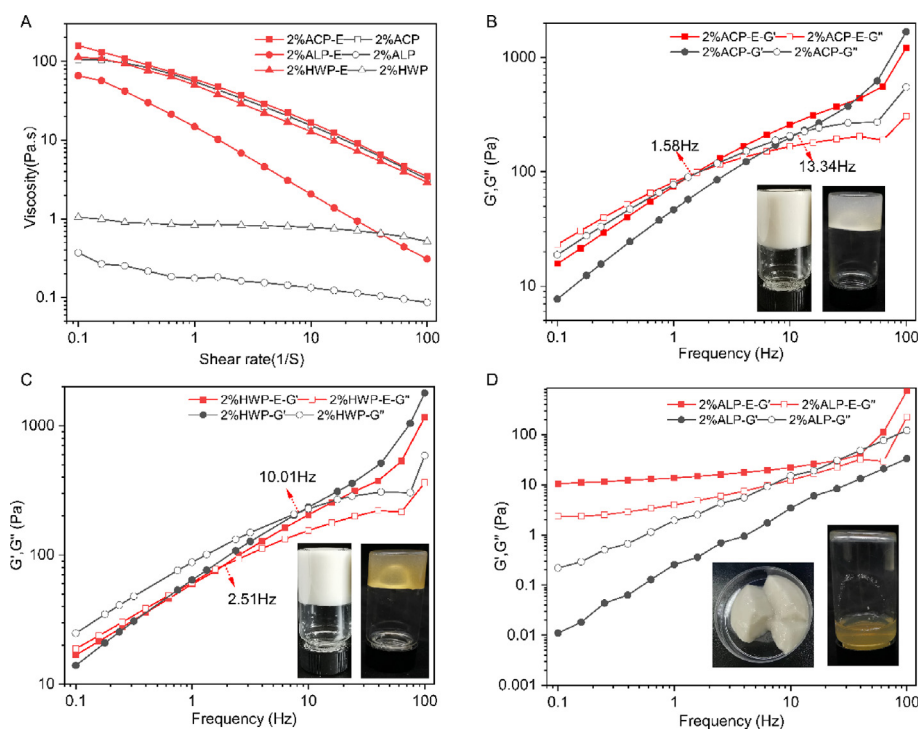 A
2%ACP-E 2%ACP
2%ALP-E 2%ALP
2%HWP-E 2%HWP
100
10
1
0.1
Viscosity(Pa.s)
0.1 1 10 100
Shear rate(1/S)
B
2%ACP-E-G' 2%ACP-E-G"
2%ACP-G' 2%ACP-G"
1000
100
10
G',G" (Pa)
1.58Hz
13.34Hz
0.1 1 10 100
Frequency (Hz)
C
2%HWP-E-G' 2%HWP-E-G"
2%HWP-G' 2%HWP-G"
1000
100
10
G',G" (Pa)
10.01Hz
2.51Hz
0.1 1 10 100
Frequency (Hz)
D
2%ALP-E-G' 2%ALP-E-G"
2%ALP-G' 2%ALP-G"
100
10
1
0.1
0.01
0.001
G',G" (Pa)
0.1 1 10 100
Frequency (Hz)